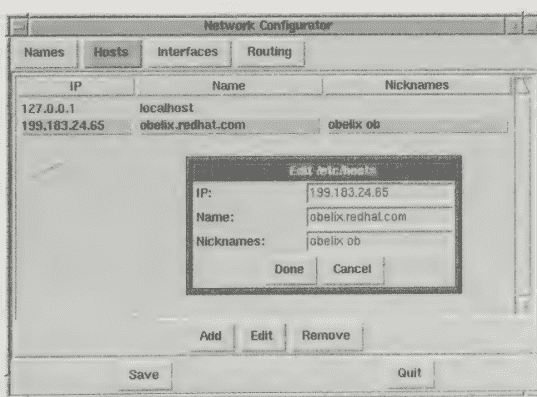 Network Configurator
Names Hosts Interfaces Routing
IP Name Nicknames
127.0.0.1 localhost
199.183.24.65 obelix.redhat.com obelix ob
Edit /etc/hosts
IP: 199.183.24.65
Name: obelix.redhat.com
Nicknames: obelix ob
Done Cancel
Add Edit Remove
Save Quit